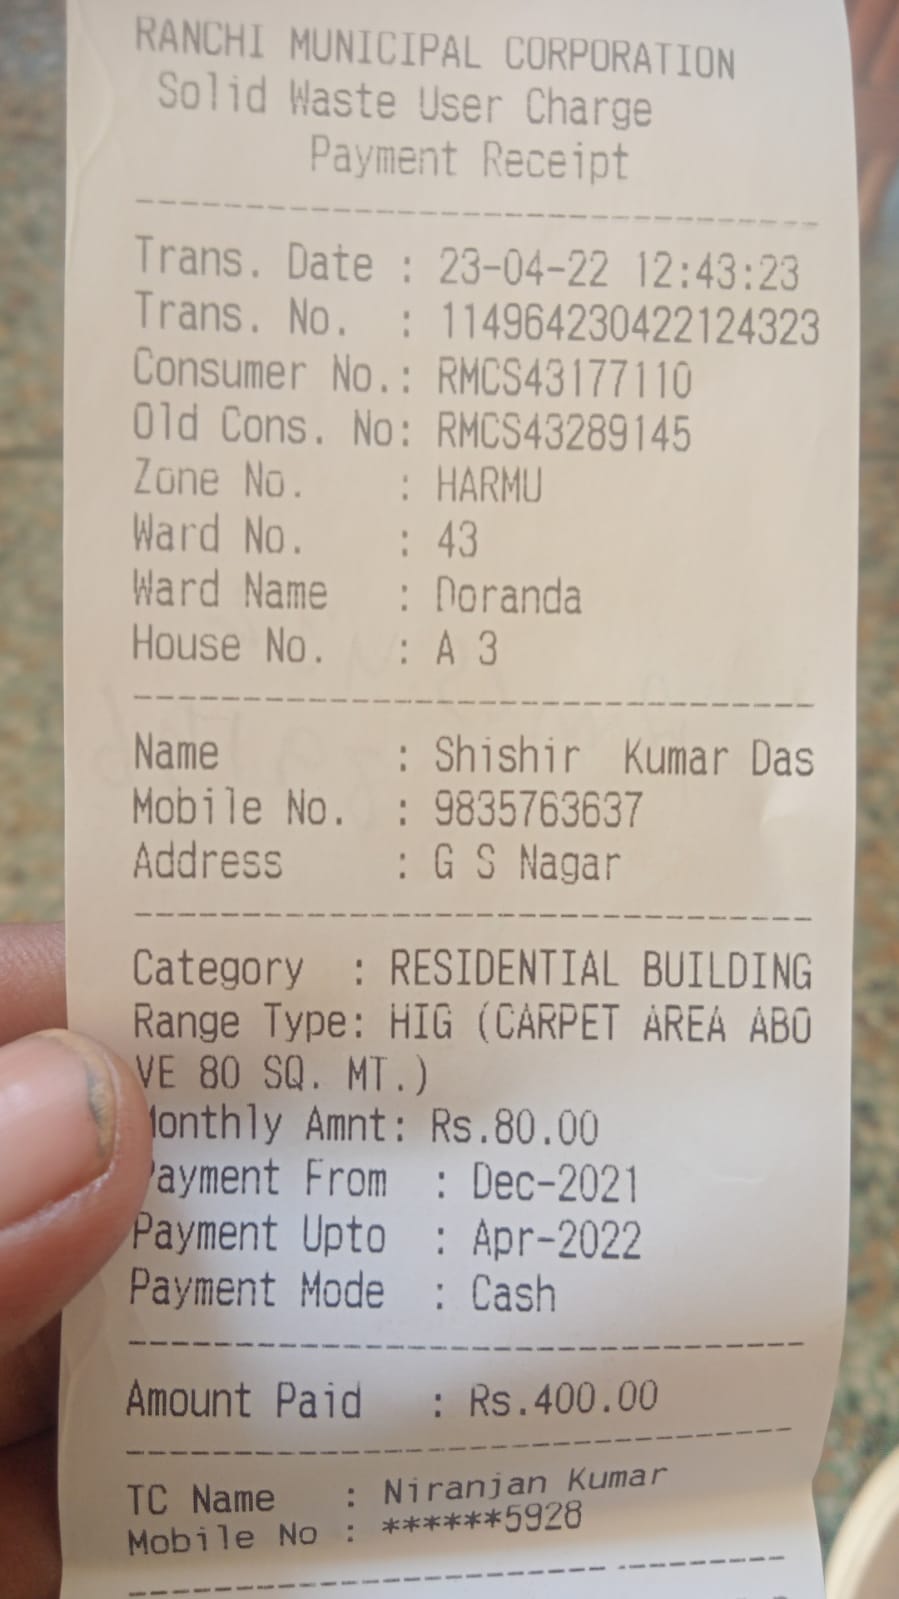 RANCHI MUNICIPAL CORPORATION
Solid Waste User Charge
Payment Receipt
Trans. Date : 23-04-22 12:43:23
Trans. No. : 114964230422124323
Consumer No.: RMCS43177110
Old Cons. No: RMCS43289145
Zone No. : HARMU
Ward No. : 43
Ward Name : Doranda
House No. : A 3
Name : Shishir Kumar Das
Mobile No. : 9835763637
Address : G S Nagar
Category : RESIDENTIAL BUILDING
Range Type: HIG (CARPET AREA ABO
VE 80 SQ. MT.)
Monthly Amnt: Rs.80.00
Payment From : Dec-2021
Payment Upto : Apr-2022
Payment Mode : Cash
Amount Paid : Rs.400.00
TC Name : Niranjan Kumar
Mobile No : ******5928